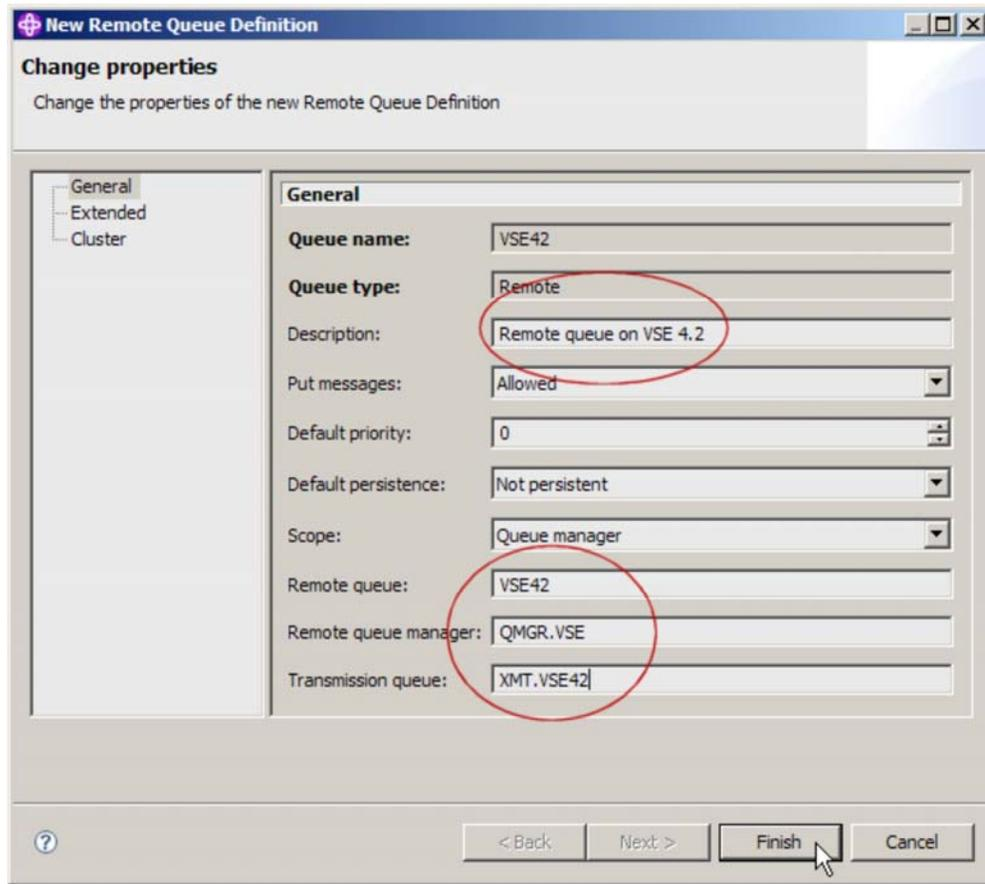 New Remote Queue Definition
Change properties
Change the properties of the new Remote Queue Definition
General
Extended
Cluster
General
Queue name: VSE42
Queue type: Remote
Description: Remote queue on VSE 4.2
Put messages: Allowed
Default priority: 0
Default persistence: Not persistent
Scope: Queue manager
Remote queue: VSE42
Remote queue manager: QMGR.VSE
Transmission queue: XMT.VSE42
? < Back Next > Finish Cancel